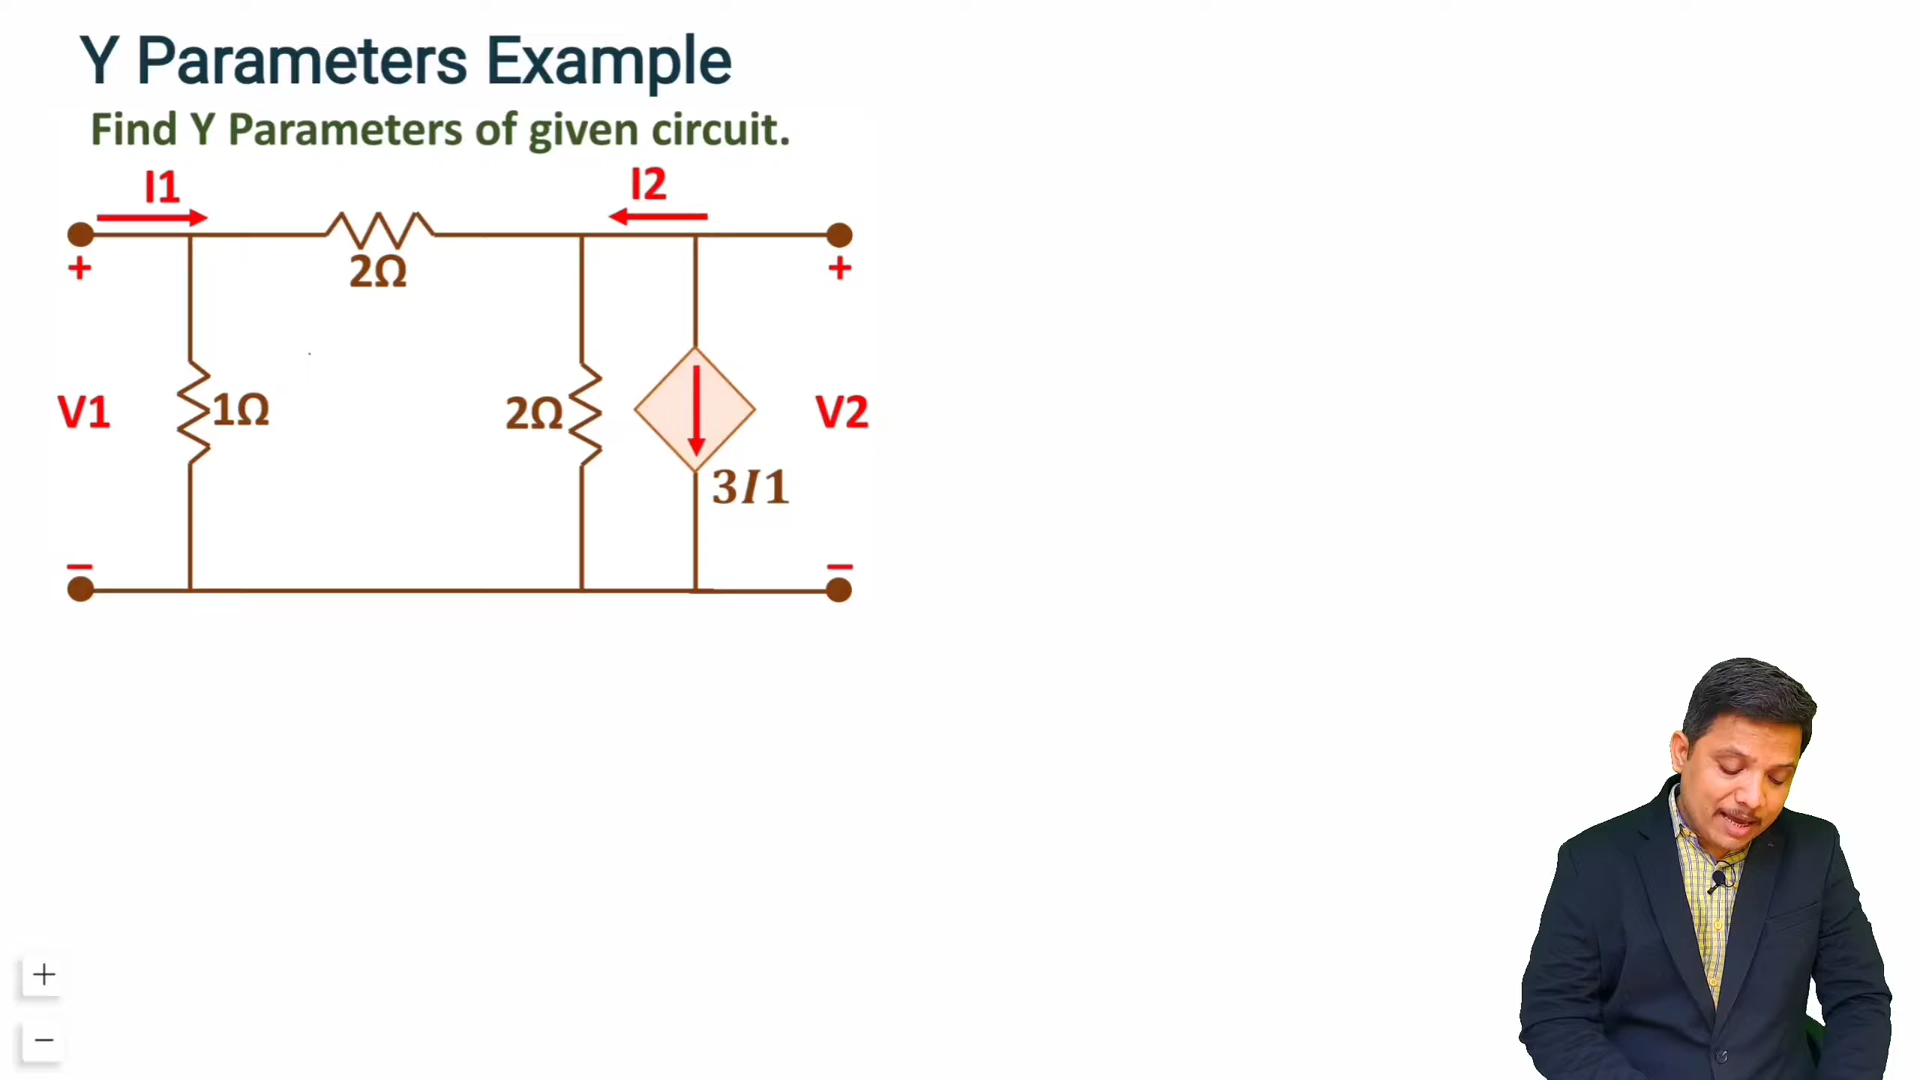 Y Parameters Example
Find Y Parameters of given circuit.
I1
I2
2Ω
+
+
V1
1Ω
2Ω
V2
3I1
−
−
+
−